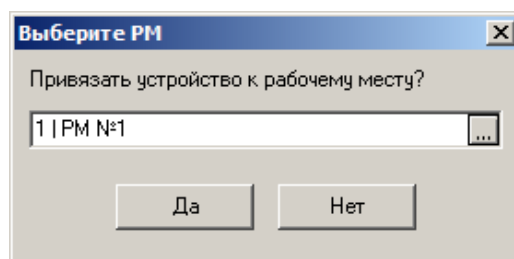 Выберите РМ
Привязать устройство к рабочему месту?
1 | РМ №1
...
Да
Нет